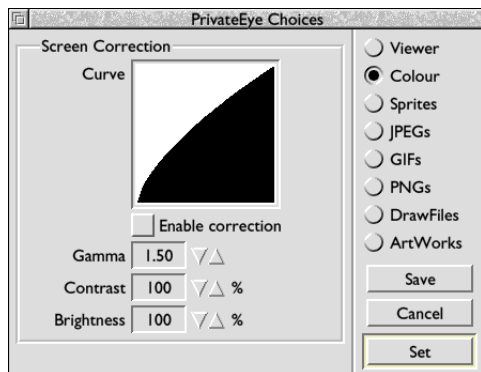 PrivateEye Choices
Screen Correction
Curve
Enable correction
Gamma 1.50
Contrast 100 %
Brightness 100 %
Viewer
Colour
Sprites
JPEGs
GIFs
PNGs
DrawFiles
ArtWorks
Save
Cancel
Set